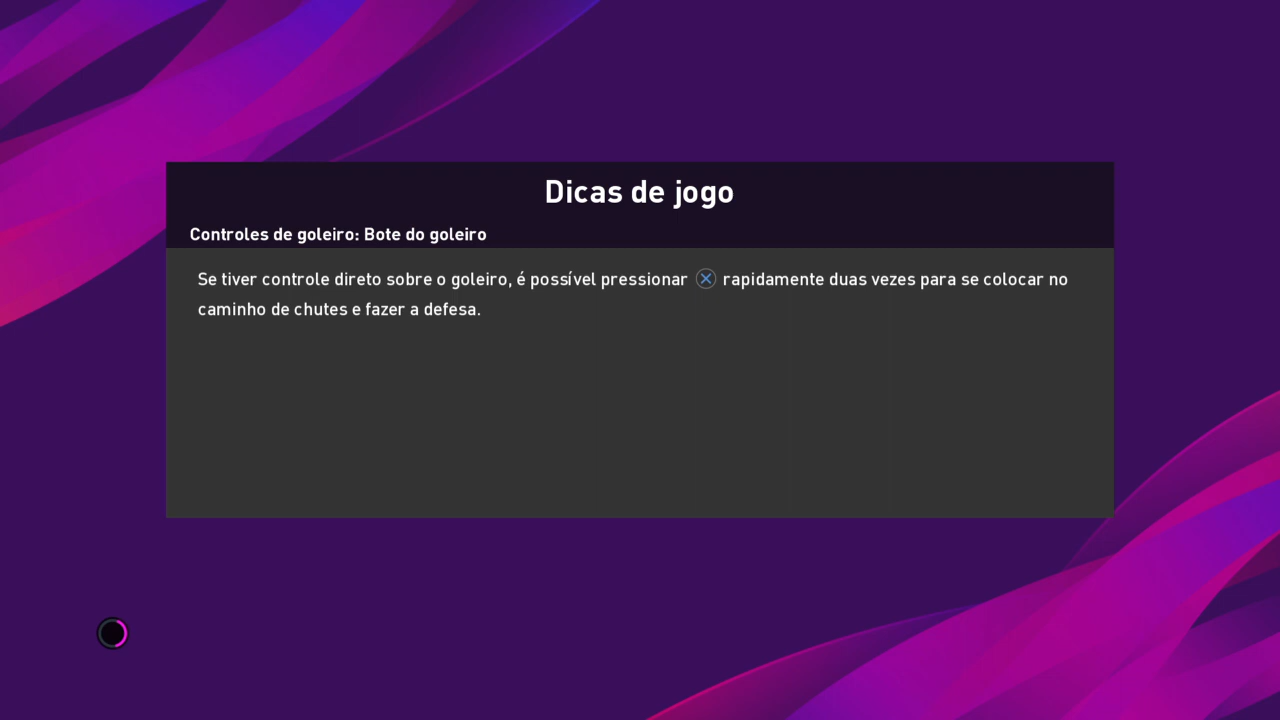 Dicas de jogo
Controles de goleiro: Bote do goleiro
Se tiver controle direto sobre o goleiro, é possível pressionar ⓧ rapidamente duas vezes para se colocar no
caminho de chutes e fazer a defesa.